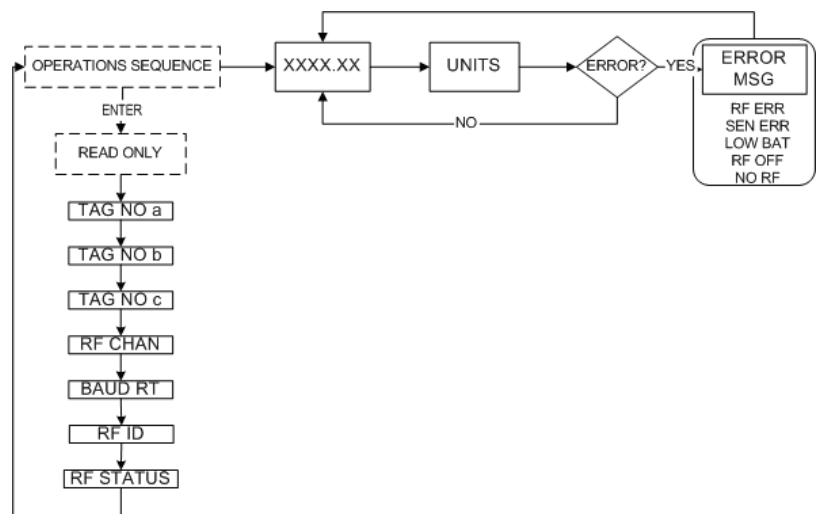 OPERATIONS SEQUENCE
XXXX.XX
UNITS
ERROR?
YES
ERROR
MSG
RF ERR
SEN ERR
LOW BAT
RF OFF
NO RF
NO
ENTER
READ ONLY
TAG NO a
TAG NO b
TAG NO c
RF CHAN
BAUD RT
RF ID
RF STATUS